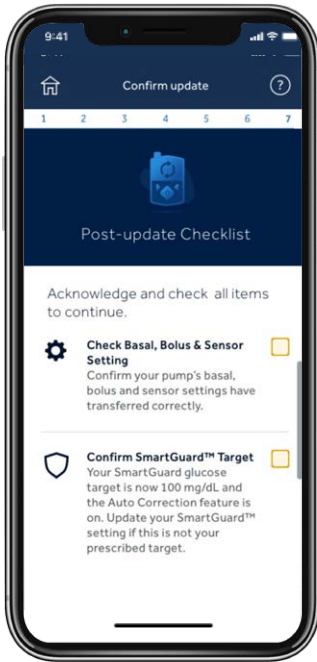 9:41
Confirm update
?
1 2 3 4 5 6 7
Post-update Checklist
Acknowledge and check all items
to continue.
Check Basal, Bolus & Sensor
Setting
Confirm your pump's basal,
bolus and sensor settings have
transferred correctly.
Confirm SmartGuard™ Target
Your SmartGuard glucose
target is now 100 mg/dL and
the Auto Correction feature is
on. Update your SmartGuard™
setting if this is not your
prescribed target.